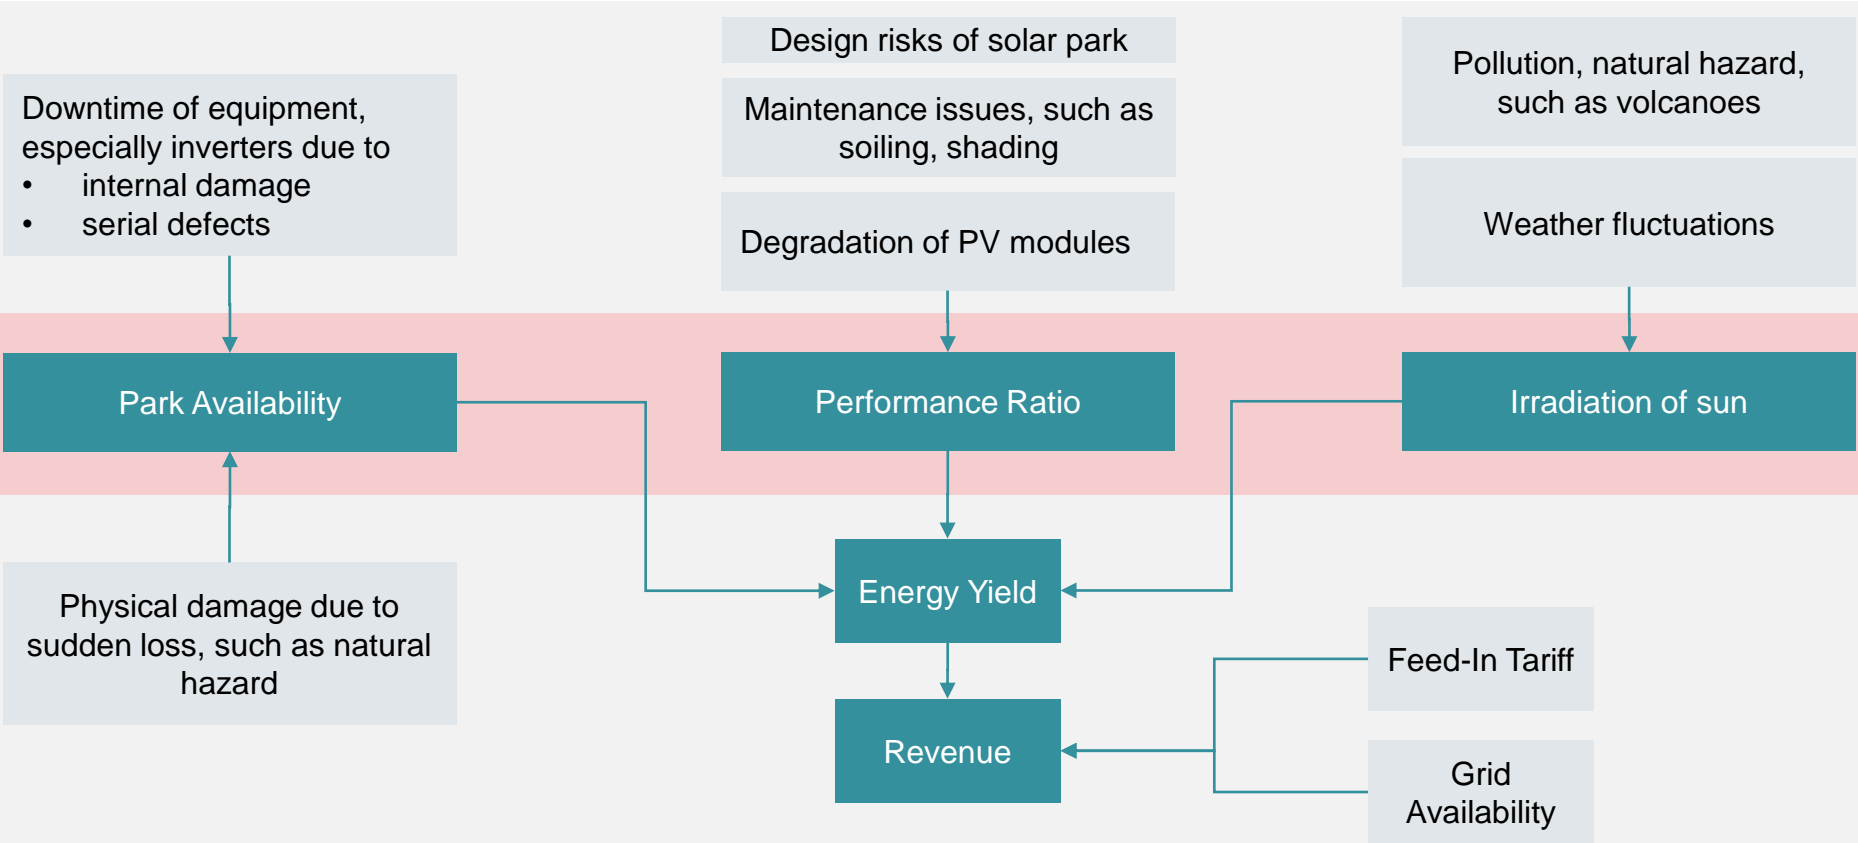 Design risks of solar park
Pollution, natural hazard,
such as volcanoes
Downtime of equipment,
especially inverters due to
• internal damage
• serial defects
Maintenance issues, such as
soiling, shading
Weather fluctuations
Degradation of PV modules
Park Availability
Performance Ratio
Irradiation of sun
Energy Yield
Physical damage due to
sudden loss, such as natural
hazard
Feed-In Tariff
Revenue
Grid
Availability